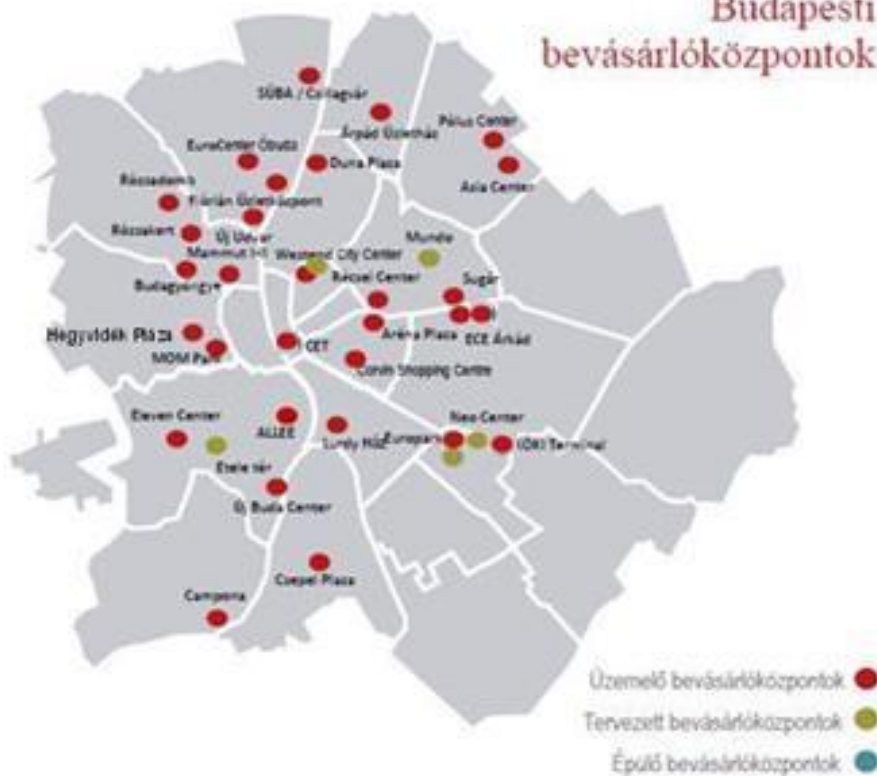 Budapesti
bevásárlóközpontok
SÜBA / Csillagvár
Árpád Üzletház
Pólus Center
EuroCenter Óbuda
Duna Plaza
Asia Center
Rózsadomb
Flórián Üzletközpont
Rózsakert
Új Udvar
Mundo
Mammut I-II
Westend City Center
Budagyöngye
Récsei Center
Sugár
Hegyvidék Pláza
Aréna Plaza
ECE Árkád
MOM Park
CET
Corvin Shopping Centre
Eleven Center
ALLEE
Lurdy Ház
Europark
Neo Center
KÖKI Terminal
Etele tér
Új Buda Center
Csepel Plaza
Campona
Üzemelő bevásárlóközpontok
Tervezett bevásárlóközpontok
Épülő bevásárlóközpontok